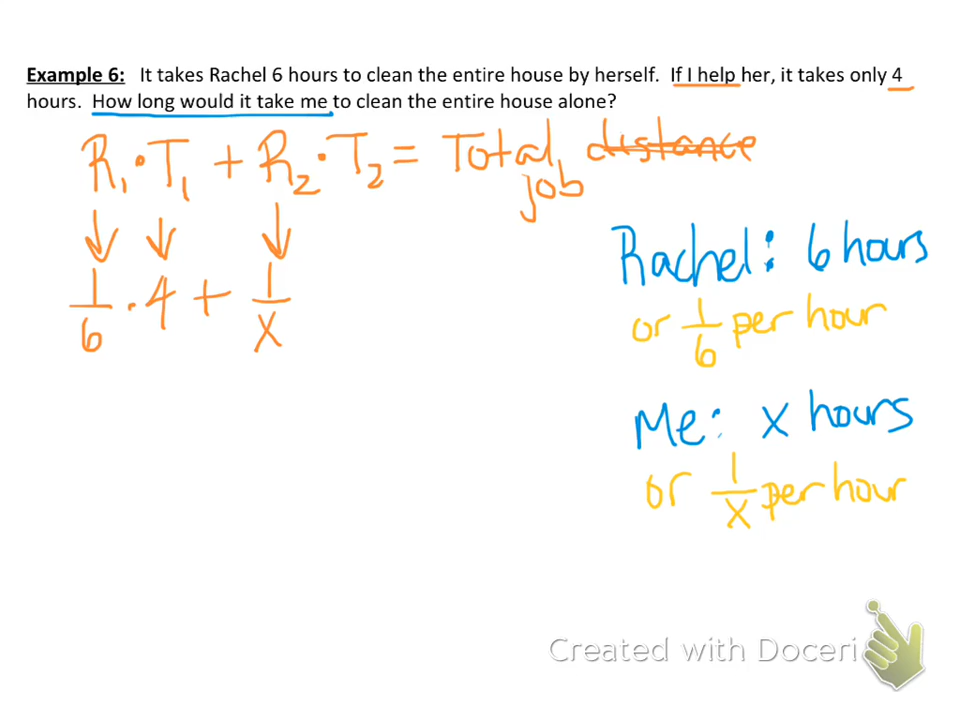 Example 6: It takes Rachel 6 hours to clean the entire house by herself. If I help her, it takes only 4
hours. How long would it take me to clean the entire house alone?
R₁·T₁ + R₂·T₂ = Total distance
job
1/6 · 4 + 1/x
Rachel: 6 hours
or 1/6 per hour
Me: x hours
or 1/x per hour
Created with Doceri